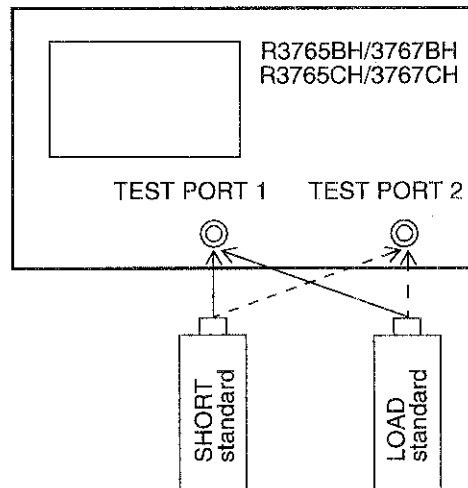 R3765BH/3767BH
R3765CH/3767CH
TEST PORT 1
TEST PORT 2
SHORT
standard
LOAD
standard